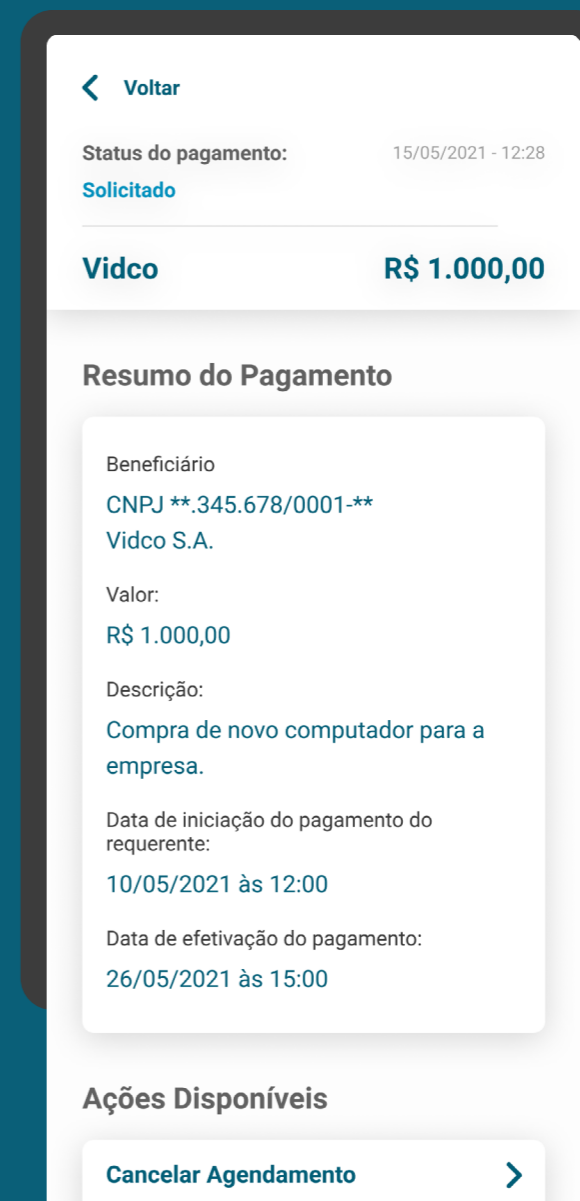 Voltar
Status do pagamento: 15/05/2021 - 12:28
Solicitado
Vidco R$ 1.000,00
Resumo do Pagamento
Beneficiário
CNPJ **.345.678/0001-**
Vidco S.A.
Valor:
R$ 1.000,00
Descrição:
Compra de novo computador para a
empresa.
Data de iniciação do pagamento do
requerente:
10/05/2021 às 12:00
Data de efetivação do pagamento:
26/05/2021 às 15:00
Ações Disponíveis
Cancelar Agendamento